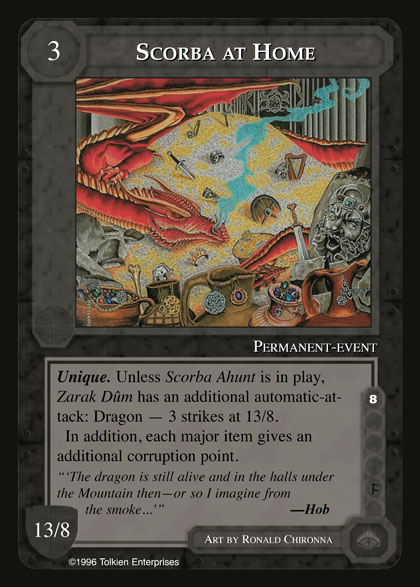 3
SCORBA AT HOME
PERMANENT-EVENT
Unique. Unless Scorba Ahunt is in play,
Zarak Dûm has an additional automatic-at-
tack: Dragon — 3 strikes at 13/8.
In addition, each major item gives an
additional corruption point.
“‘The dragon is still alive and in the halls under
the Mountain then—or so I imagine from
the smoke...’” —Hob
8
13/8
ART BY RONALD CHIRONNA
©1996 Tolkien Enterprises